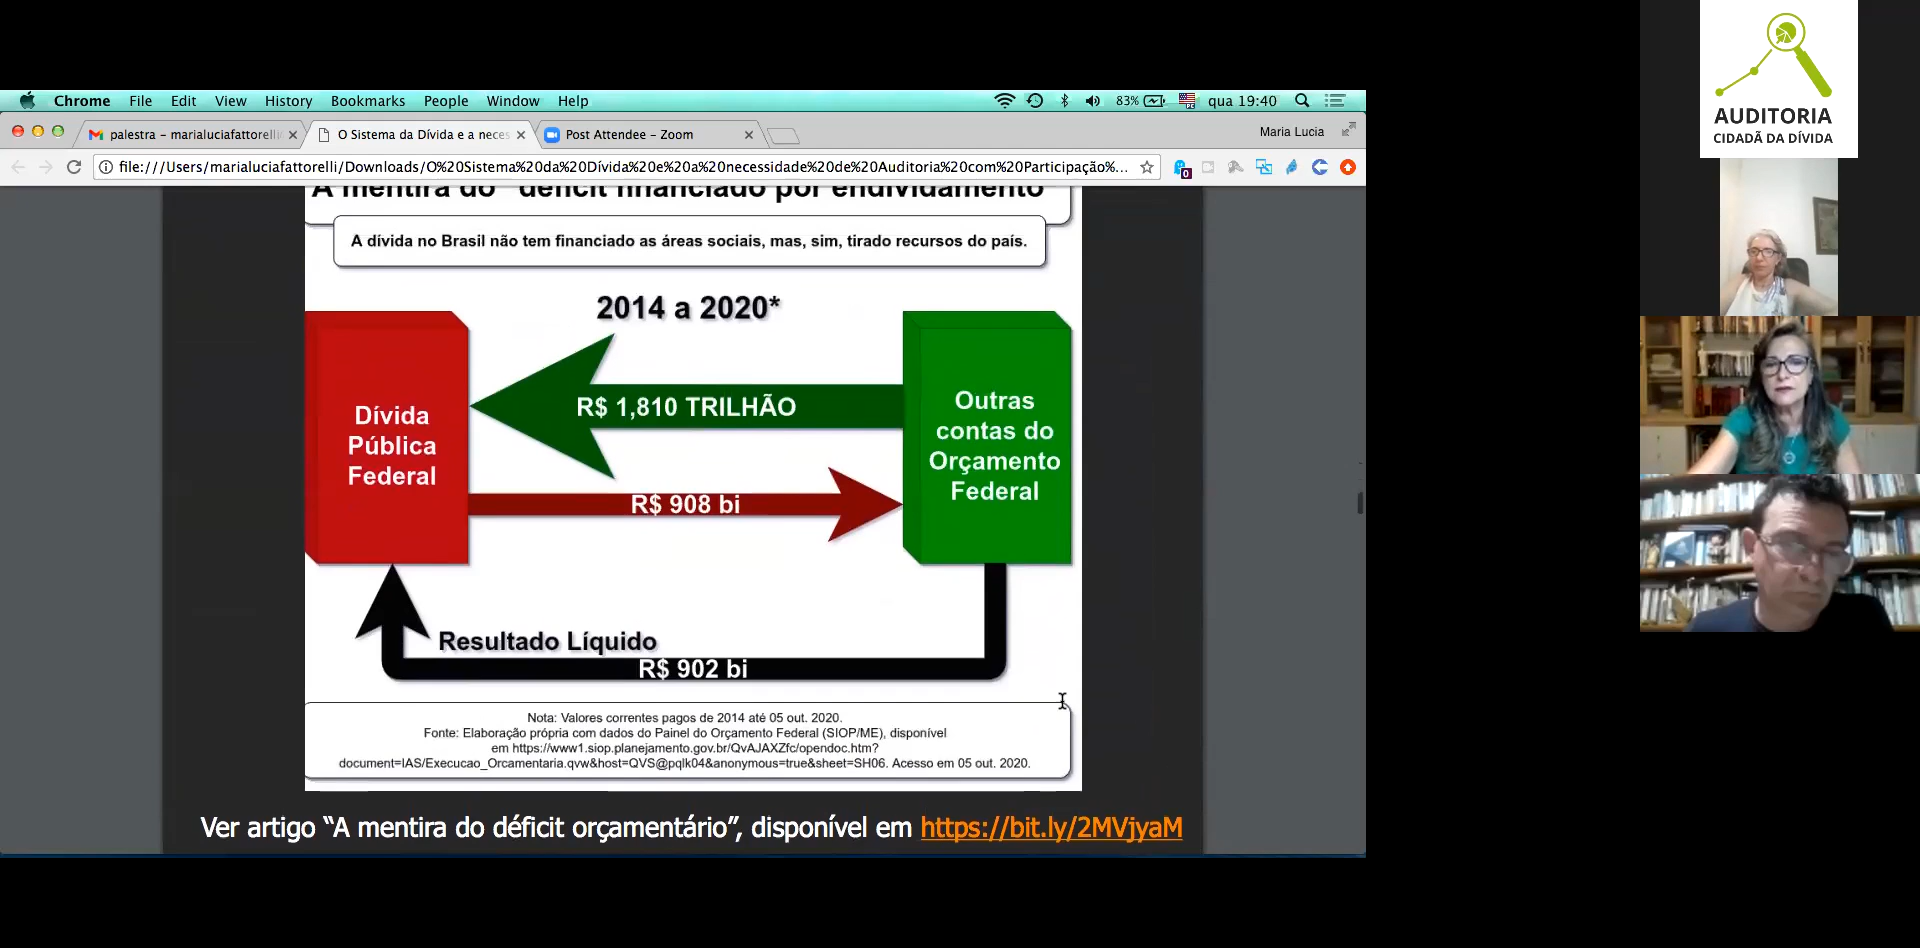 Chrome File Edit View History Bookmarks People Window Help 83% qua 19:40
palestra – marialuciafattorelli
O Sistema da Dívida e a neces
Post Attendee – Zoom
Maria Lucia
file:///Users/marialuciafattorelli/Downloads/O%20Sistema%20da%20Dívida%20e%20a%20necessidade%20de%20Auditoria%20com%20Participação%...
0
A mentira do "déficit financiado por endividamento
A dívida no Brasil não tem financiado as áreas sociais, mas, sim, tirado recursos do país.
2014 a 2020*
Dívida
Pública
Federal
R$ 1,810 TRILHÃO
R$ 908 bi
Outras
contas do
Orçamento
Federal
Resultado Líquido
R$ 902 bi
Nota: Valores correntes pagos de 2014 até 05 out. 2020.
Fonte: Elaboração própria com dados do Painel do Orçamento Federal (SIOP/ME), disponível
em https://www1.siop.planejamento.gov.br/QvAJAXZfc/opendoc.htm?
document=IAS/Execucao_Orcamentaria.qvw&host=QVS@pqlk04&anonymous=true&sheet=SH06. Acesso em 05 out. 2020.
Ver artigo “A mentira do déficit orçamentário”, disponível em https://bit.ly/2MVjyaM
AUDITORIA
CIDADÃ DA DÍVIDA